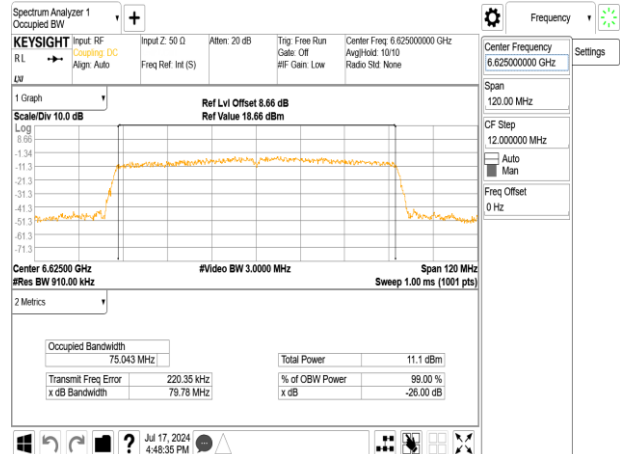 Spectrum Analyzer 1
Occupied BW
Frequency
Settings
KEYSIGHT
Input: RF
Coupling: DC
Align: Auto
Input Z: 50 Ω
Freq Ref: Int (S)
Atten: 20 dB
Trig: Free Run
Gate: Off
#IF Gain: Low
Center Freq: 6.625000000 GHz
Avg|Hold: 10/10
Radio Std: None
RL
Center Frequency
6.625000000 GHz
Span
120.00 MHz
CF Step
12.000000 MHz
Auto
Man
Freq Offset
0 Hz
1 Graph
Scale/Div 10.0 dB
Ref Lvl Offset 8.66 dB
Ref Value 18.66 dBm
Log
8.66
-1.34
-11.3
-21.3
-31.3
-41.3
-51.3
-61.3
-71.3
Center 6.62500 GHz
#Video BW 3.0000 MHz
Span 120 MHz
#Res BW 910.00 kHz
Sweep 1.00 ms (1001 pts)
2 Metrics
Occupied Bandwidth
75.043 MHz
Total Power 11.1 dBm
Transmit Freq Error 220.35 kHz
% of OBW Power 99.00 %
x dB Bandwidth 79.78 MHz
x dB -26.00 dB
?
Jul 17, 2024
4:48:35 PM